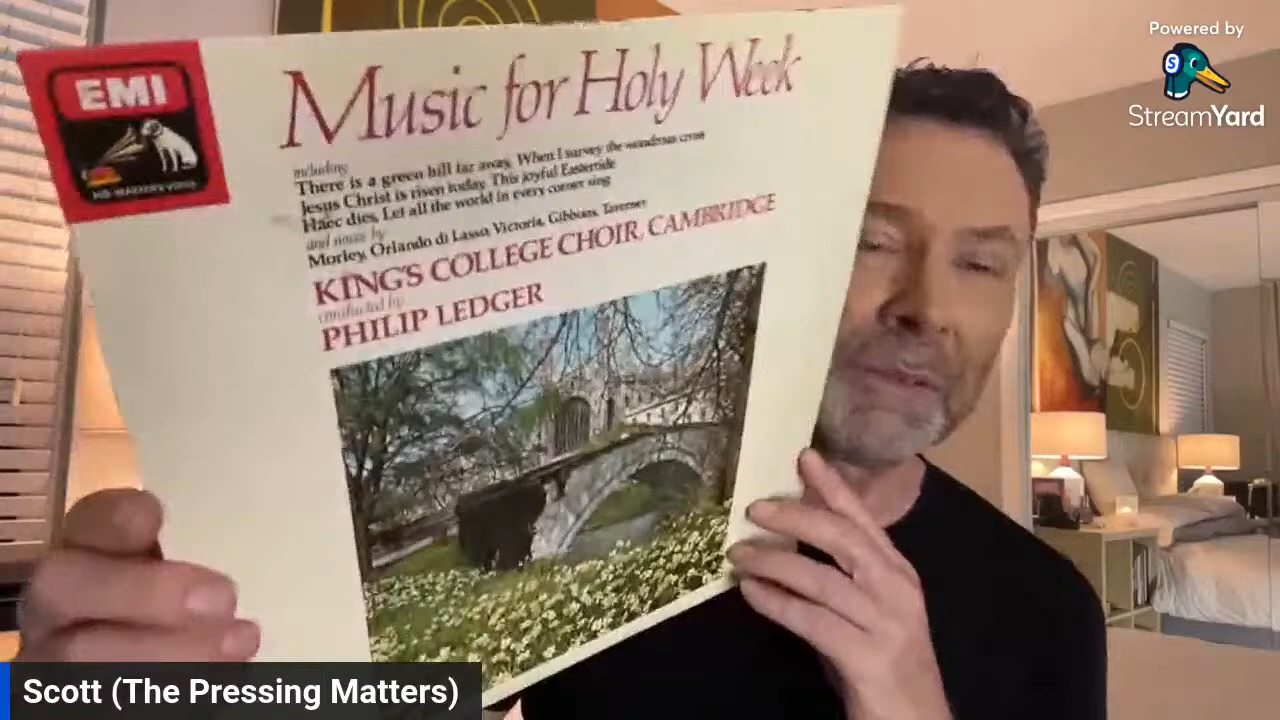 Powered by
StreamYard
EMI
HIS MASTER'S VOICE
Music for Holy Week
including
There is a green hill far away, When I survey the wondrous cross
Jesus Christ is risen today, This joyful Eastertide
Haec dies, Let all the world in every corner sing
and music by
Morley, Orlando di Lasso, Victoria, Gibbons, Taverner
KING'S COLLEGE CHOIR, CAMBRIDGE
conducted by
PHILIP LEDGER
Scott (The Pressing Matters)